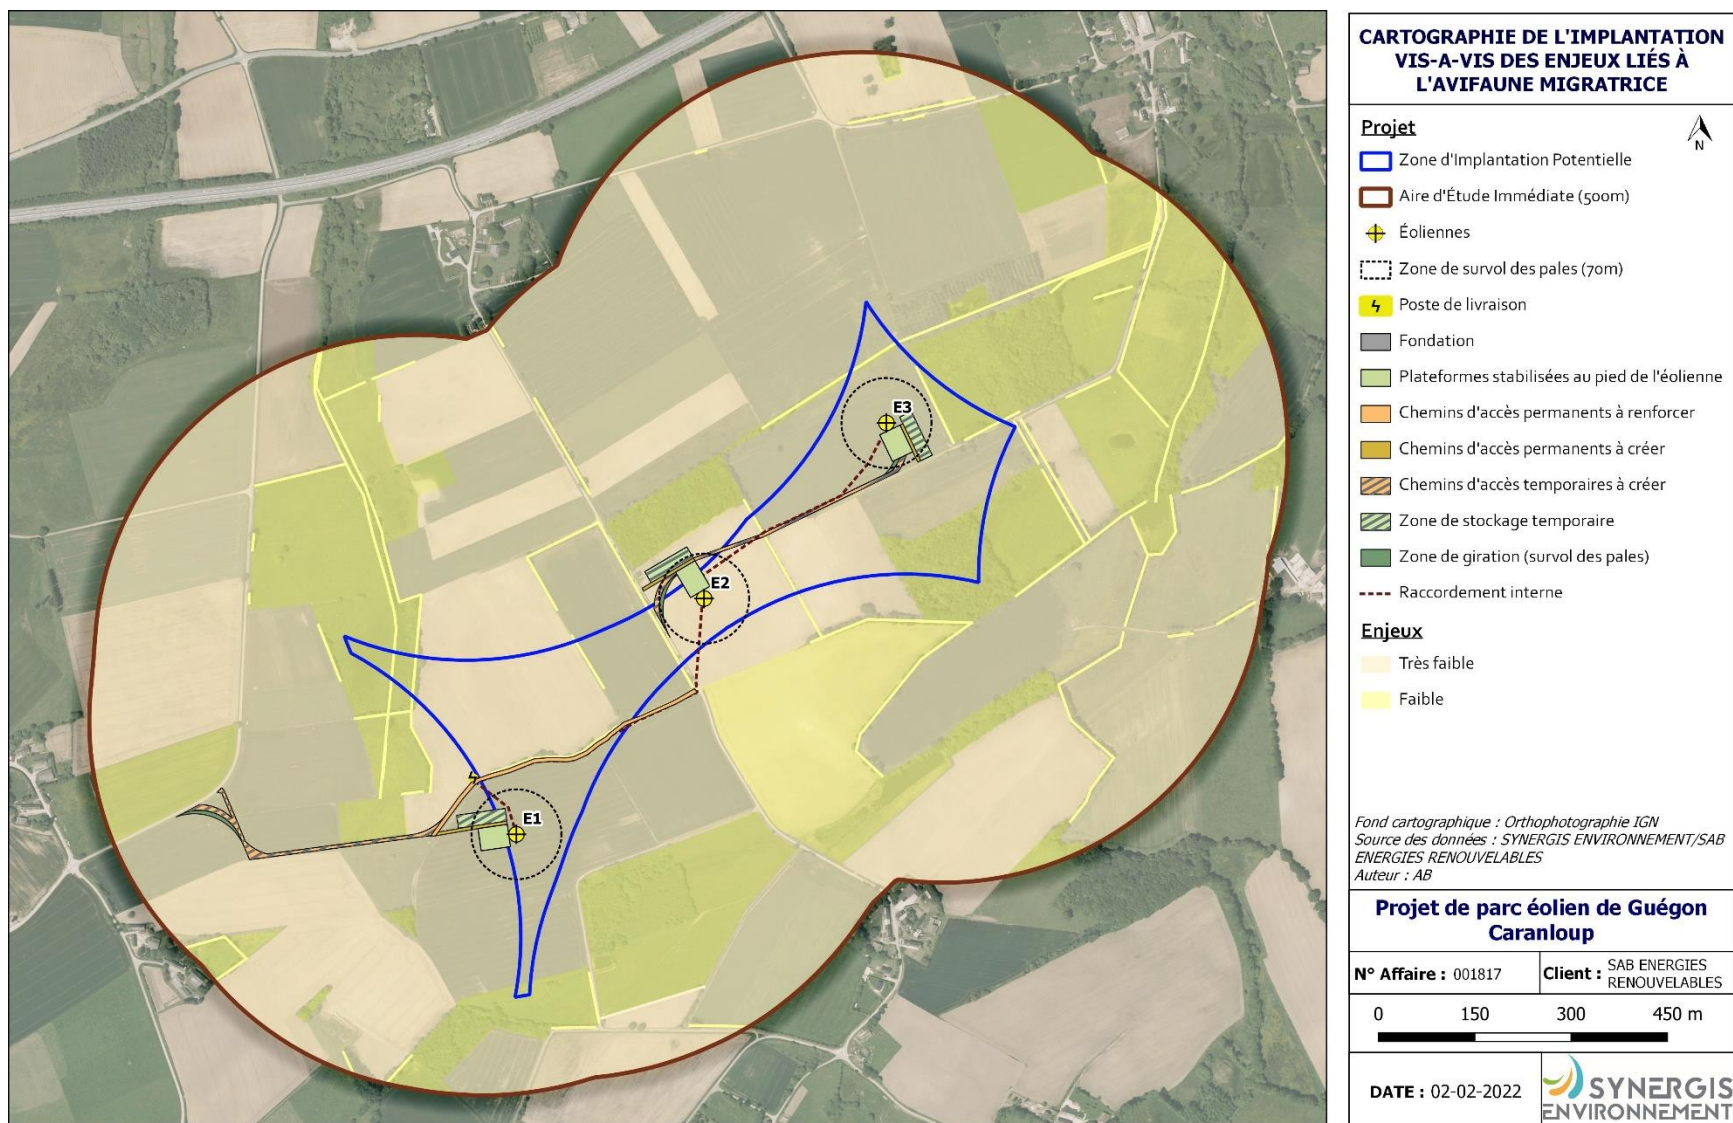 CARTOGRAPHIE DE L'IMPLANTATION
VIS-A-VIS DES ENJEUX LIÉS À
L'AVIFAUNE MIGRATRICE
Projet
N
Zone d'Implantation Potentielle
Aire d'Étude Immédiate (500m)
Éoliennes
Zone de survol des pales (70m)
Poste de livraison
Fondation
Plateformes stabilisées au pied de l'éolienne
Chemins d'accès permanents à renforcer
Chemins d'accès permanents à créer
Chemins d'accès temporaires à créer
Zone de stockage temporaire
Zone de giration (survol des pales)
Raccordement interne
Enjeux
Très faible
Faible
E3
E2
E1
Fond cartographique : Orthophotographie IGN
Source des données : SYNERGIS ENVIRONNEMENT/SAB
ENERGIES RENOUVELABLES
Auteur : AB
Projet de parc éolien de Guégon
Caranloup
N° Affaire : 001817
Client : SAB ENERGIES
RENOUVELABLES
0 150 300 450 m
DATE : 02-02-2022
SYNERGIS
ENVIRONNEMENT